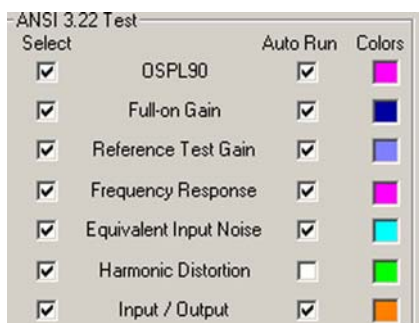 ANSI 3.22 Test
Select Auto Run Colors
OSPL90
Full-on Gain
Reference Test Gain
Frequency Response
Equivalent Input Noise
Harmonic Distortion
Input / Output